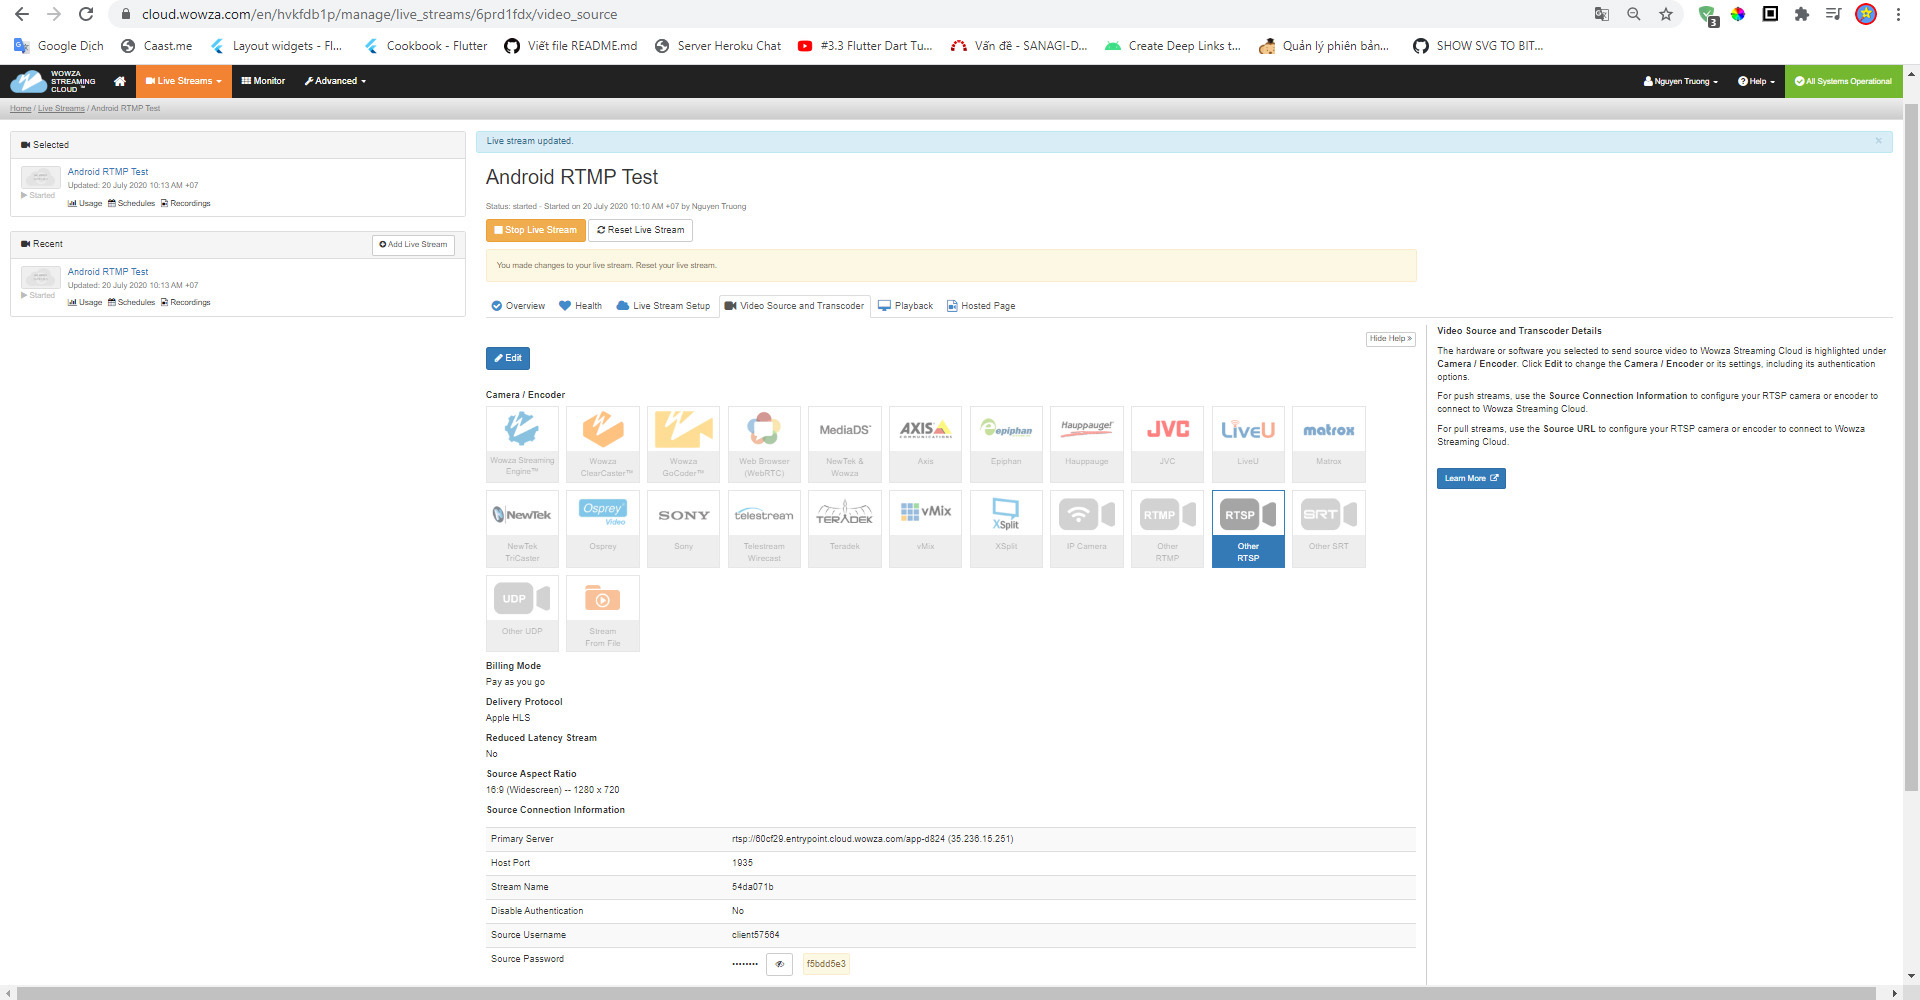 cloud.wowza.com/en/hvkfdb1p/manage/live_streams/6prd1fdx/video_source
3
Google Dịch
Caast.me
Layout widgets - Fl...
Cookbook - Flutter
Viết file README.md
Server Heroku Chat
#3.3 Flutter Dart Tu...
Vấn đề - SANAGI-D...
Create Deep Links t...
Quản lý phiên bản...
SHOW SVG TO BIT...
WOWZA
STREAMING
CLOUD ™
Live Streams
Monitor
Advanced
Nguyen Truong
Help
All Systems Operational
Home / Live Streams / Android RTMP Test
Selected
Android RTMP Test
Updated: 20 July 2020 10:13 AM +07
Started
Usage Schedules Recordings
Recent
Add Live Stream
Android RTMP Test
Updated: 20 July 2020 10:13 AM +07
Started
Usage Schedules Recordings
Live stream updated.
×
Android RTMP Test
Status: started - Started on 20 July 2020 10:10 AM +07 by Nguyen Truong
Stop Live Stream
Reset Live Stream
You made changes to your live stream. Reset your live stream.
Overview
Health
Live Stream Setup
Video Source and Transcoder
Playback
Hosted Page
Hide Help »
Edit
Camera / Encoder
Wowza Streaming
Engine™
Wowza
ClearCaster™
Wowza
GoCoder™
Web Browser
(WebRTC)
MediaDS
NewTek &
Wowza
AXIS
COMMUNICATIONS
Axis
epiphan
Epiphan
Hauppauge!
Hauppauge
JVC
JVC
LIVEU
LiveU
matrox
Matrox
NewTek
NewTek
TriCaster
Osprey
Video
Osprey
SONY
Sony
telestream
Telestream
Wirecast
TERADEK
Teradek
vMix
vMix
XSplit
XSplit
IP Camera
RTMP
Other
RTMP
RTSP
Other
RTSP
SRT
Other SRT
UDP
Other UDP
Stream
From File
Billing Mode
Pay as you go
Delivery Protocol
Apple HLS
Reduced Latency Stream
No
Source Aspect Ratio
16:9 (Widescreen) -- 1280 x 720
Source Connection Information
Primary Server rtsp://60cf29.entrypoint.cloud.wowza.com/app-d824 (35.236.15.251)
Host Port 1935
Stream Name 54da071b
Disable Authentication No
Source Username client57564
Source Password •••••••• f5bdd5e3
Video Source and Transcoder Details
The hardware or software you selected to send source video to Wowza Streaming Cloud is highlighted under
Camera / Encoder. Click Edit to change the Camera / Encoder or its settings, including its authentication
options.
For push streams, use the Source Connection Information to configure your RTSP camera or encoder to
connect to Wowza Streaming Cloud.
For pull streams, use the Source URL to configure your RTSP camera or encoder to connect to Wowza
Streaming Cloud.
Learn More